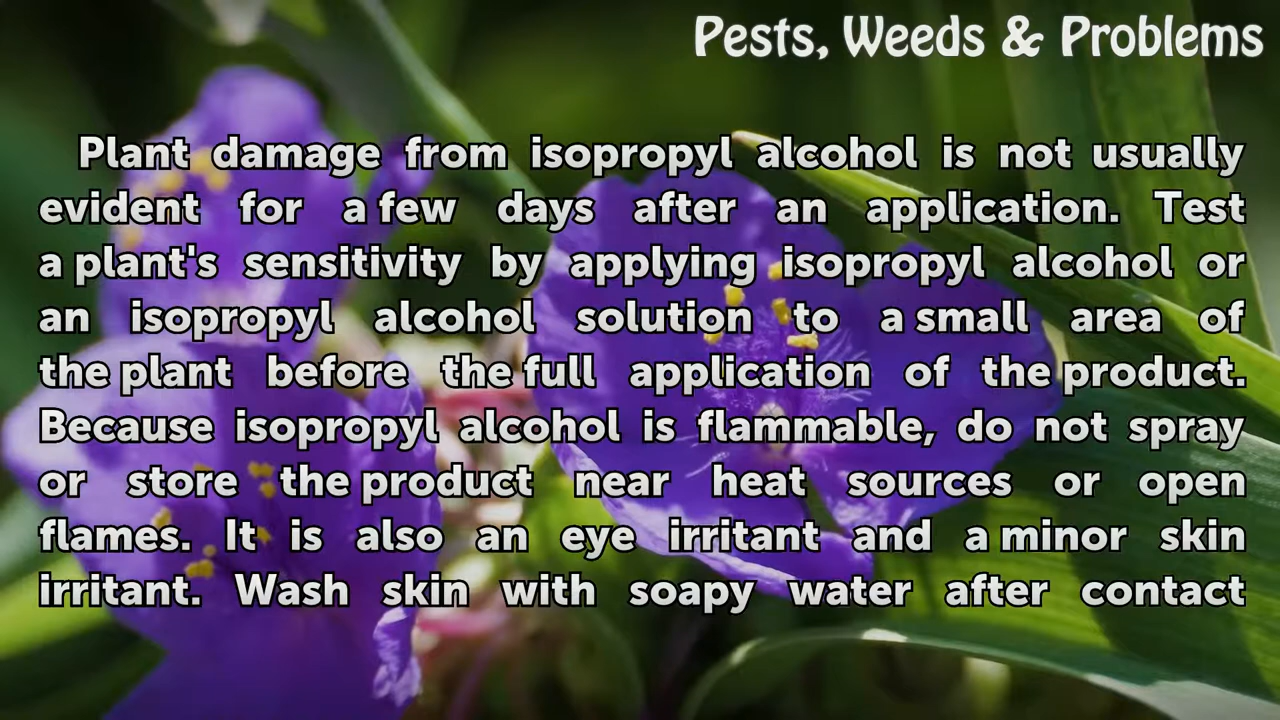 Pests, Weeds & Problems
Plant damage from isopropyl alcohol is not usually
evident for a few days after an application. Test
a plant's sensitivity by applying isopropyl alcohol or
an isopropyl alcohol solution to a small area of
the plant before the full application of the product.
Because isopropyl alcohol is flammable, do not spray
or store the product near heat sources or open
flames. It is also an eye irritant and a minor skin
irritant. Wash skin with soapy water after contact